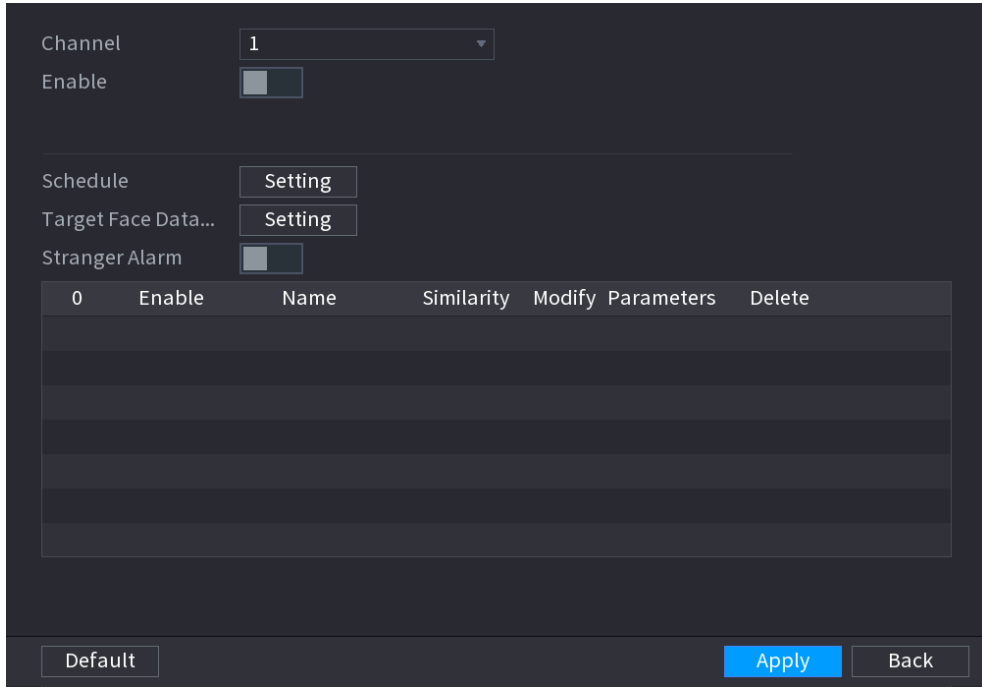 Channel 1
Enable
Schedule Setting
Target Face Data... Setting
Stranger Alarm
0 Enable Name Similarity Modify Parameters Delete
Default Apply Back